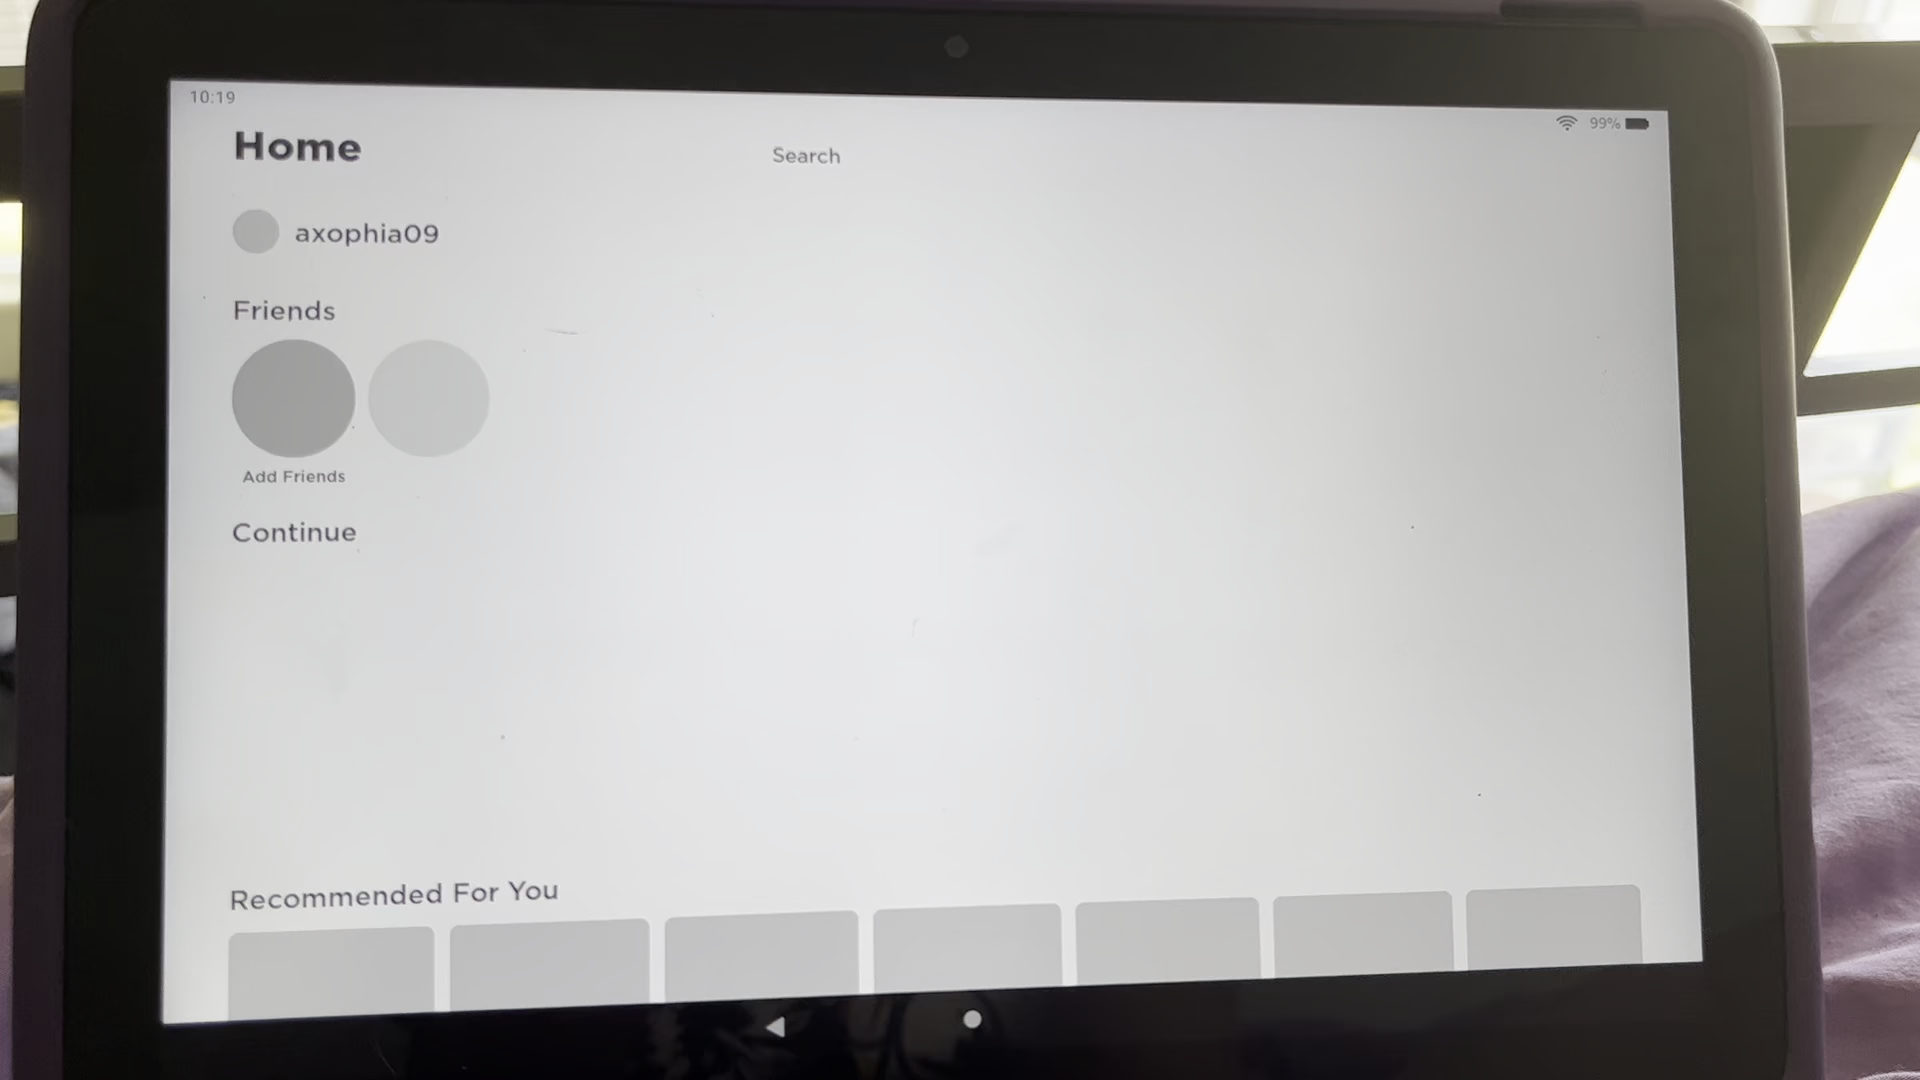 10:19
99%
Home
Search
axophia09
Friends
Add Friends
Continue
Recommended For You